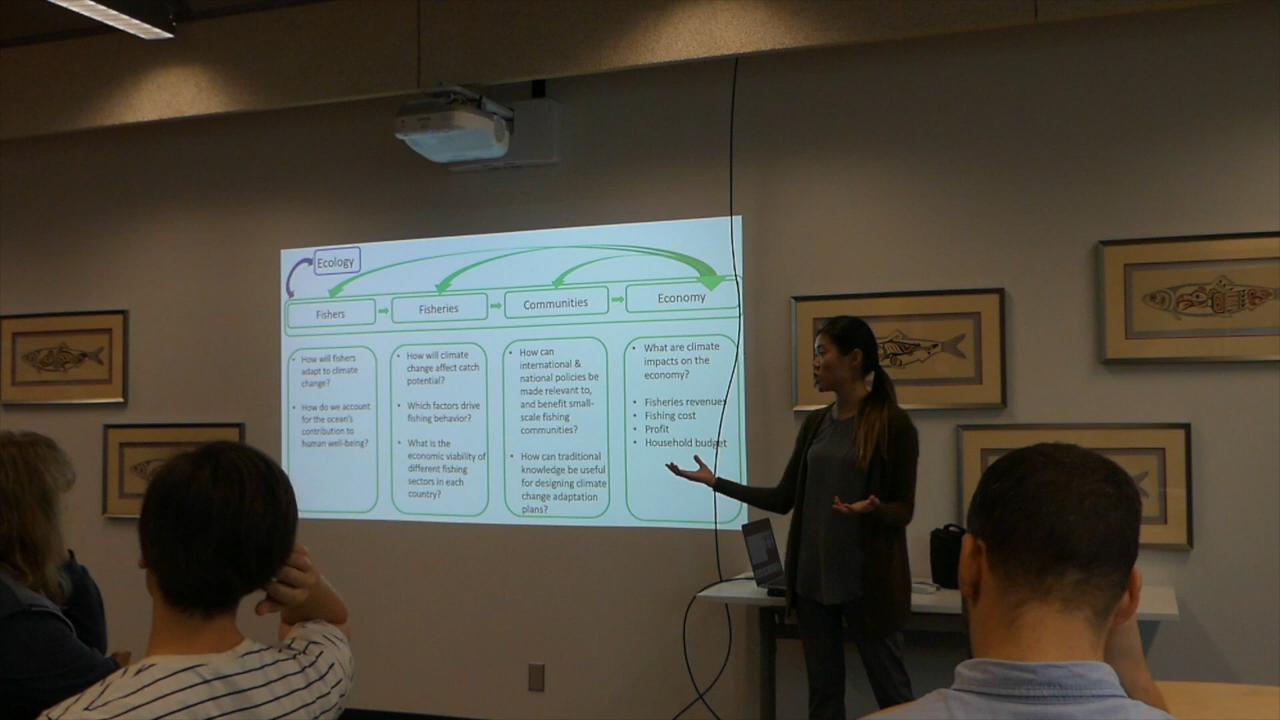 Ecology
Fishers
Fisheries
Communities
Economy
• How will fishers
adapt to climate
change?
• How do we account
for the ocean's
contribution to
human well-being?
• How will climate
change affect catch
potential?
• Which factors drive
fishing behavior?
• What is the
economic viability of
different fishing
sectors in each
country?
• How can
international &
national policies be
made relevant to,
and benefit small-
scale fishing
communities?
• How can traditional
knowledge be useful
for designing climate
change adaptation
plans?
• What are climate
impacts on the
economy?
• Fisheries revenues
• Fishing cost
• Profit
• Household budget